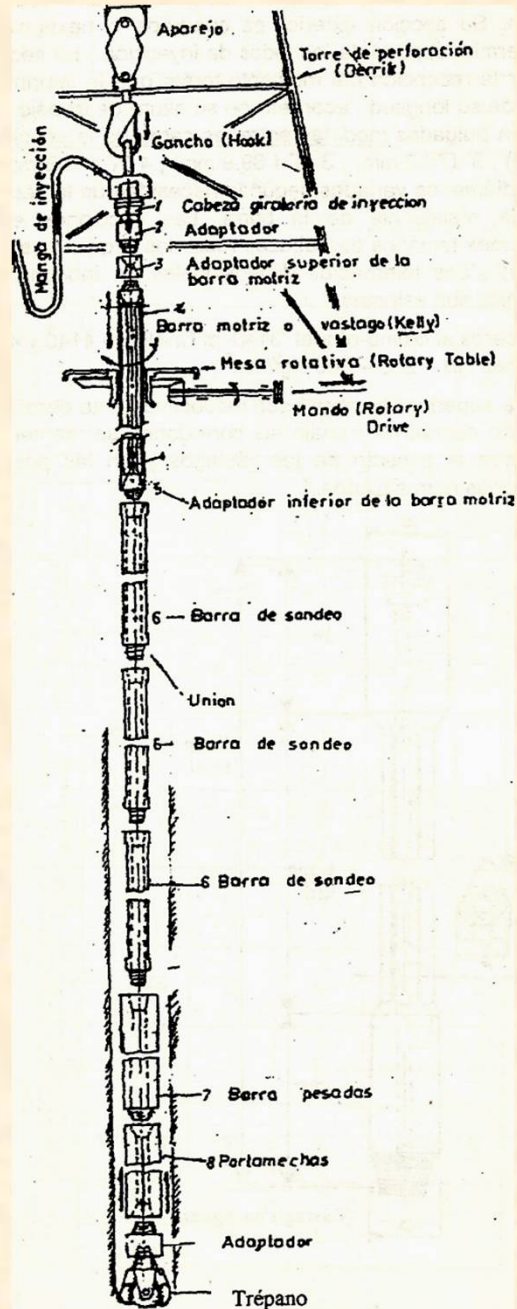 Aparejo
Torre de perforación
(Derrik)
Gancho (Hook)
Manga de inyección
1 Cabeza giratoria de inyeccion
2 Adaptador
3 Adaptador superior de la
barra motriz
4
Barra motriz o vastago (Kelly)
Mesa rotativa (Rotary Table)
Mando (Rotary)
Drive
4
5
Adaptador inferior de la barra motriz
6 Barra de sondeo
Union
6 Barra de sondeo
6 Barra de sondeo
7 Barra pesadas
8 Portamechas
Adaptador
Trépano